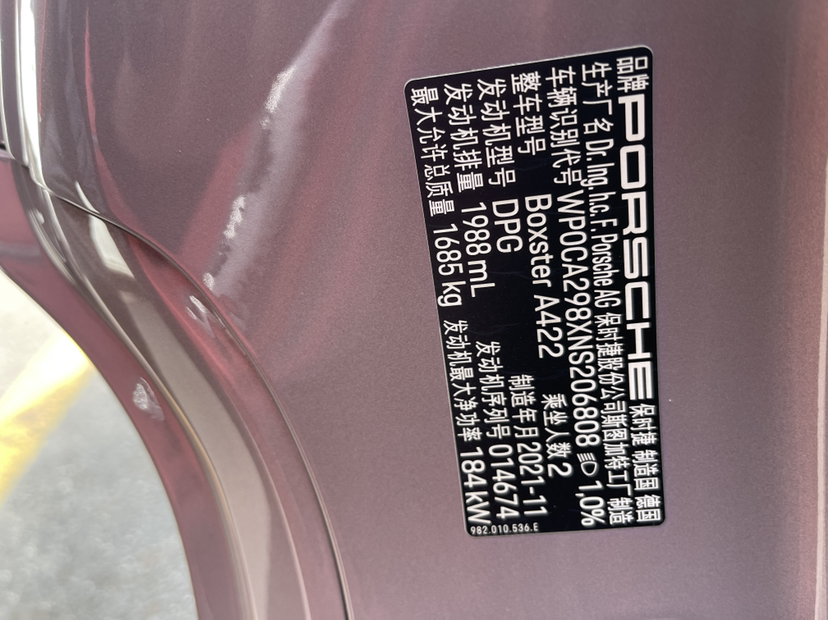 品牌 PORSCHE 保时捷 制造国 德国
生产厂名 Dr. Ing. h.c. F. Porsche AG 保时捷股份公司斯图加特工厂制造
车辆识别代号 WP0CA298XNS206808 1,0%
整车型号 Boxster A422 乘坐人数 2
发动机型号 DPG 制造年月 2021-11
发动机排量 1988 mL 发动机序列号 014674
最大允许总质量 1685 kg 发动机最大净功率 184 kW
982.010.536.E